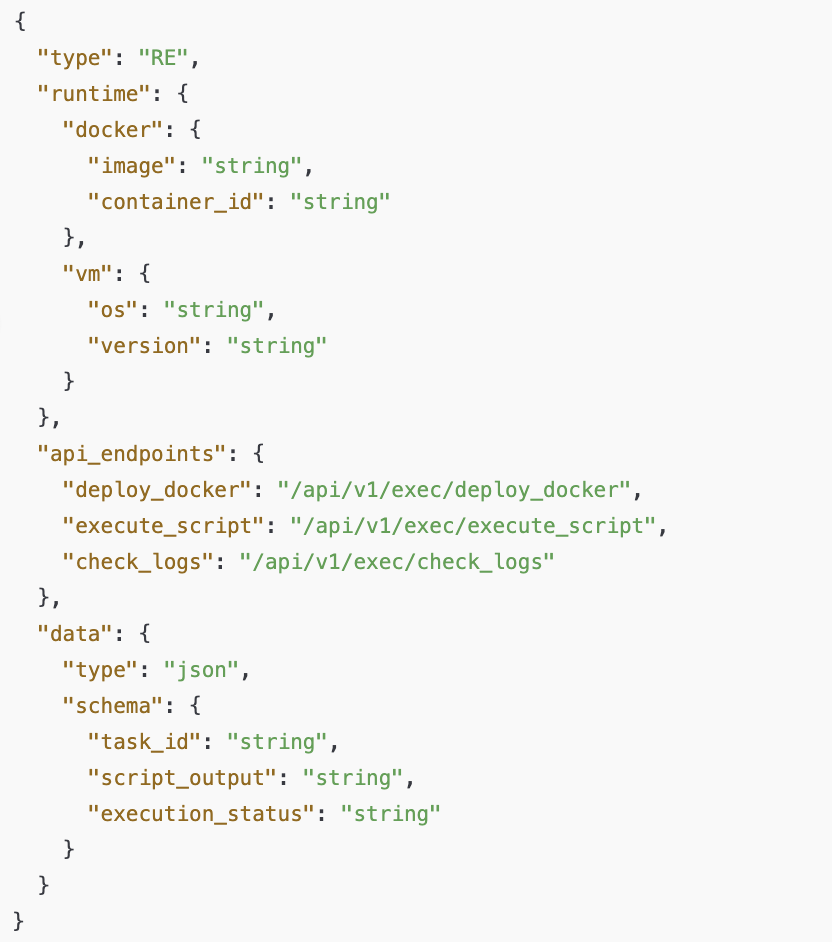 {
  "type": "RE",
  "runtime": {
    "docker": {
      "image": "string",
      "container_id": "string"
    },
    "vm": {
      "os": "string",
      "version": "string"
    }
  },
  "api_endpoints": {
    "deploy_docker": "/api/v1/exec/deploy_docker",
    "execute_script": "/api/v1/exec/execute_script",
    "check_logs": "/api/v1/exec/check_logs"
  },
  "data": {
    "type": "json",
    "schema": {
      "task_id": "string",
      "script_output": "string",
      "execution_status": "string"
    }
  }
}